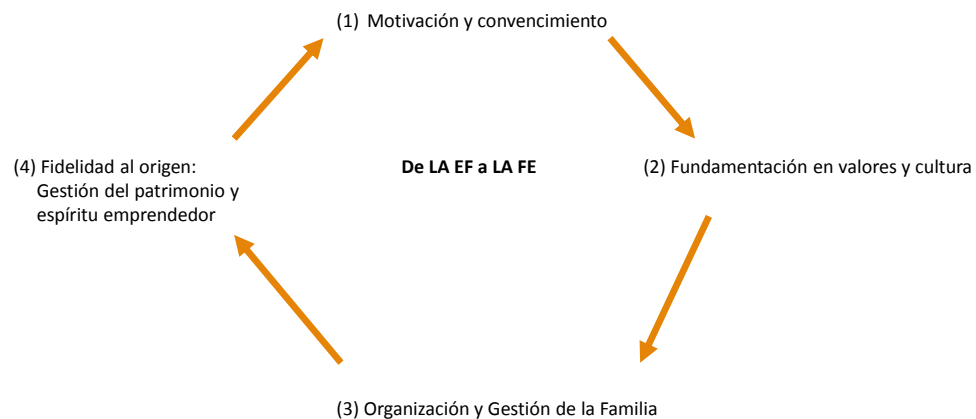 (1) Motivación y convencimiento
(4) Fidelidad al origen:
Gestión del patrimonio y
espíritu emprendedor
De LA EF a LA FE
(2) Fundamentación en valores y cultura
(3) Organización y Gestión de la Familia